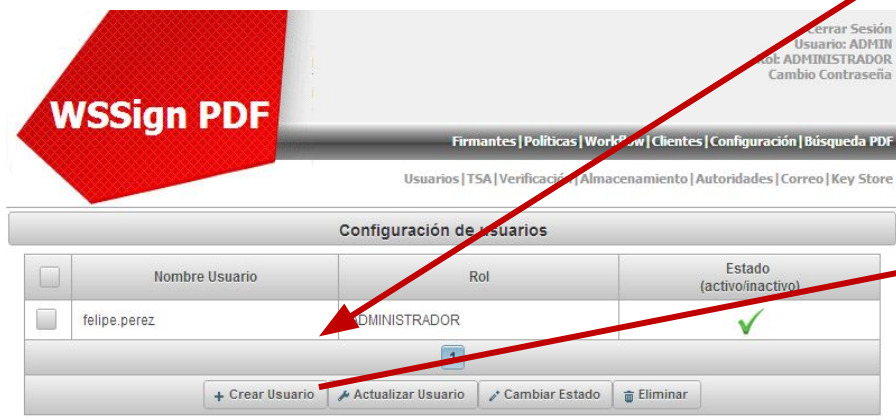 Cerrar Sesión
Usuario: ADMIN
Rol: ADMINISTRADOR
Cambio Contraseña
WSSign PDF
Firmantes|Políticas|Workflow|Clientes|Configuración|Búsqueda PDF
Usuarios|TSA|Verificación|Almacenamiento|Autoridades|Correo|Key Store
Configuración de usuarios
Nombre Usuario Rol Estado (activo/inactivo)
felipe.perez ADMINISTRADOR
1
+ Crear Usuario Actualizar Usuario Cambiar Estado Eliminar